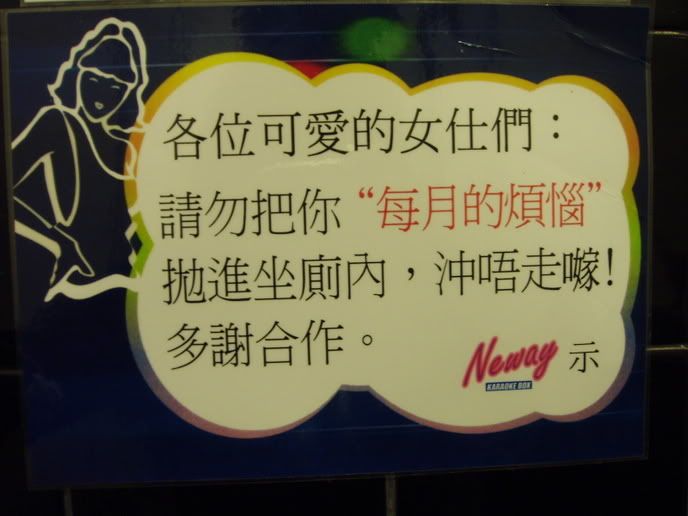 各位可愛的女仕們：
請勿把你“每月的煩惱”
拋進坐廁內，沖唔走㗎!
多謝合作。
Neway 示
KARAOKE BOX